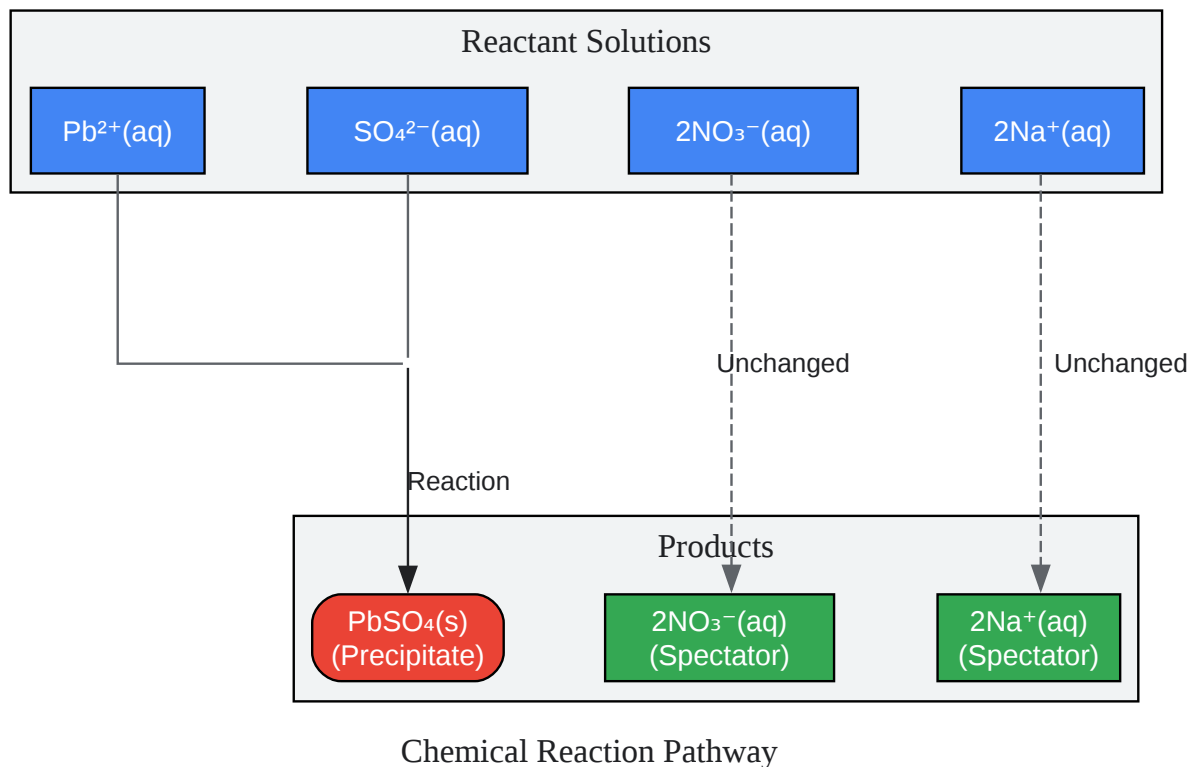 Reactant Solutions
Pb²⁺(aq)
SO₄²⁻(aq)
2NO₃⁻(aq)
2Na⁺(aq)
Unchanged
Unchanged
Reaction
Products
PbSO₄(s)
(Precipitate)
2NO₃⁻(aq)
(Spectator)
2Na⁺(aq)
(Spectator)
Chemical Reaction Pathway